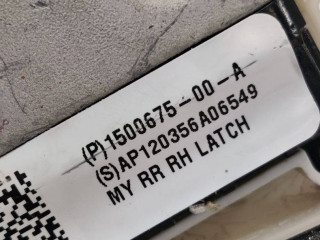 (P)1500675-00-A
(S)AP120356A06549
MY RR RH LATCH